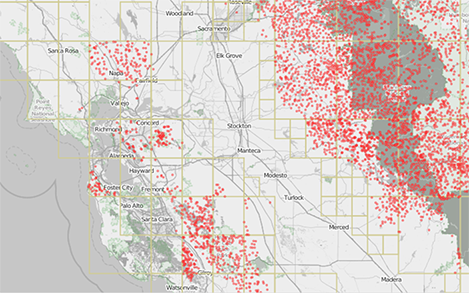 Roseville
Woodland
Sacramento
Santa Rosa
Elk Grove
Napa
Fairfield
Vallejo
Point
Reyes
National
Seashore
Richmond
Concord
Stockton
Alameda
Manteca
Hayward
Modesto
Foster City
Fremont
Turlock
Palo Alto
Santa Clara
Merced
Madera
Watsonville